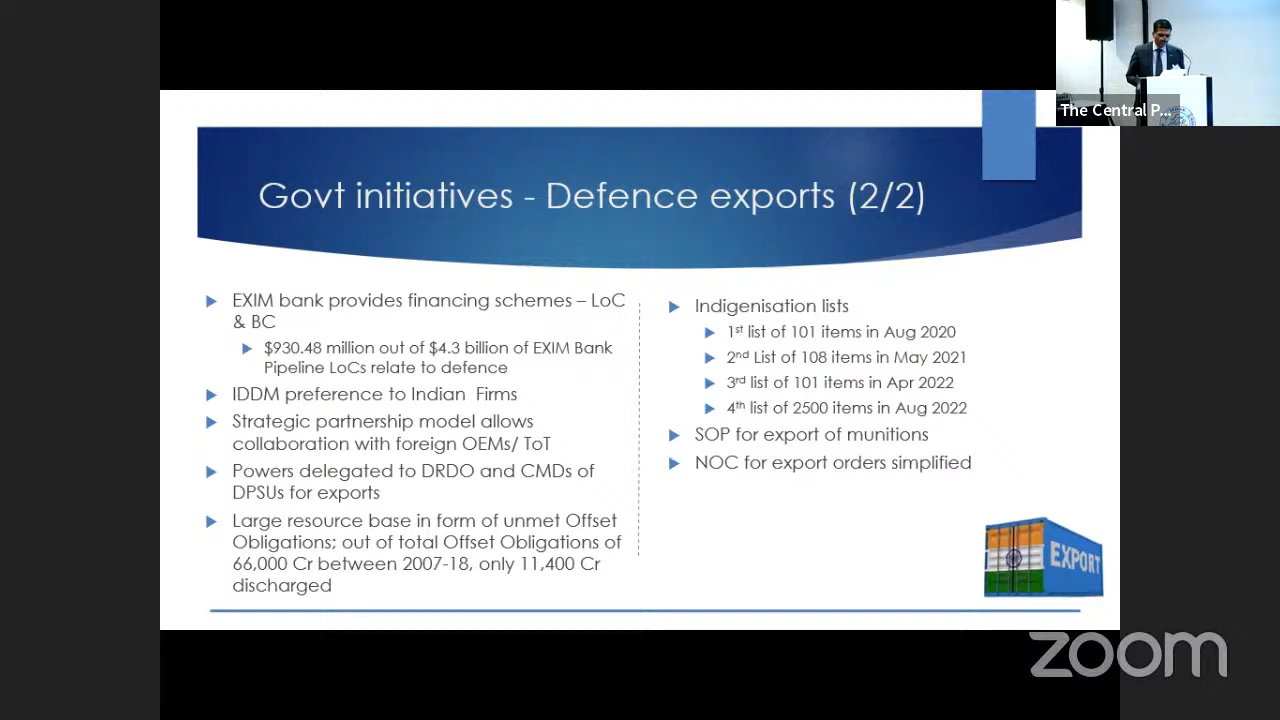 The Central P...
Govt initiatives - Defence exports (2/2)
EXIM bank provides financing schemes – LoC
& BC
$930.48 million out of $4.3 billion of EXIM Bank
Pipeline LoCs relate to defence
IDDM preference to Indian Firms
Strategic partnership model allows
collaboration with foreign OEMs/ ToT
Powers delegated to DRDO and CMDs of
DPSUs for exports
Large resource base in form of unmet Offset
Obligations; out of total Offset Obligations of
66,000 Cr between 2007-18, only 11,400 Cr
discharged
Indigenisation lists
1st list of 101 items in Aug 2020
2nd List of 108 items in May 2021
3rd list of 101 items in Apr 2022
4th list of 2500 items in Aug 2022
SOP for export of munitions
NOC for export orders simplified
EXPORT
zoom